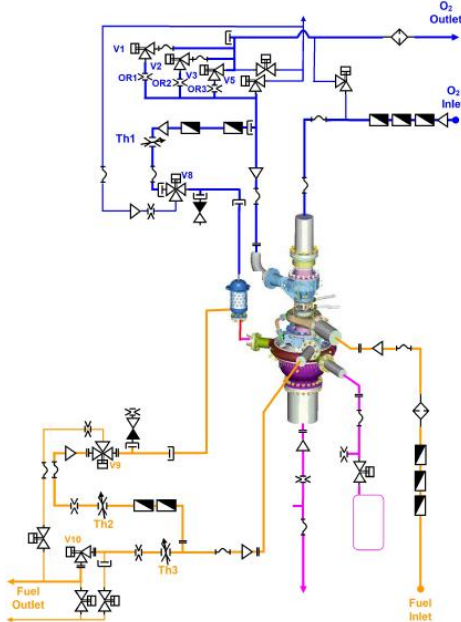 O2
Outlet
V1
V2
V3
V5
OR1
OR2
OR3
O2
Inlet
Th1
V8
V9
Th2
V10
Th3
Fuel
Outlet
Fuel
Inlet